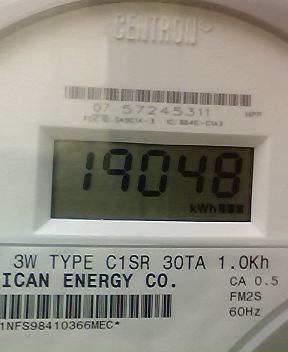 CENTRON®
07 57245311
19048
kWh
3W TYPE C1SR 30TA 1.0Kh
ICAN ENERGY CO.
CA 0.5
FM2S
60Hz
1NFS98410366MEC*